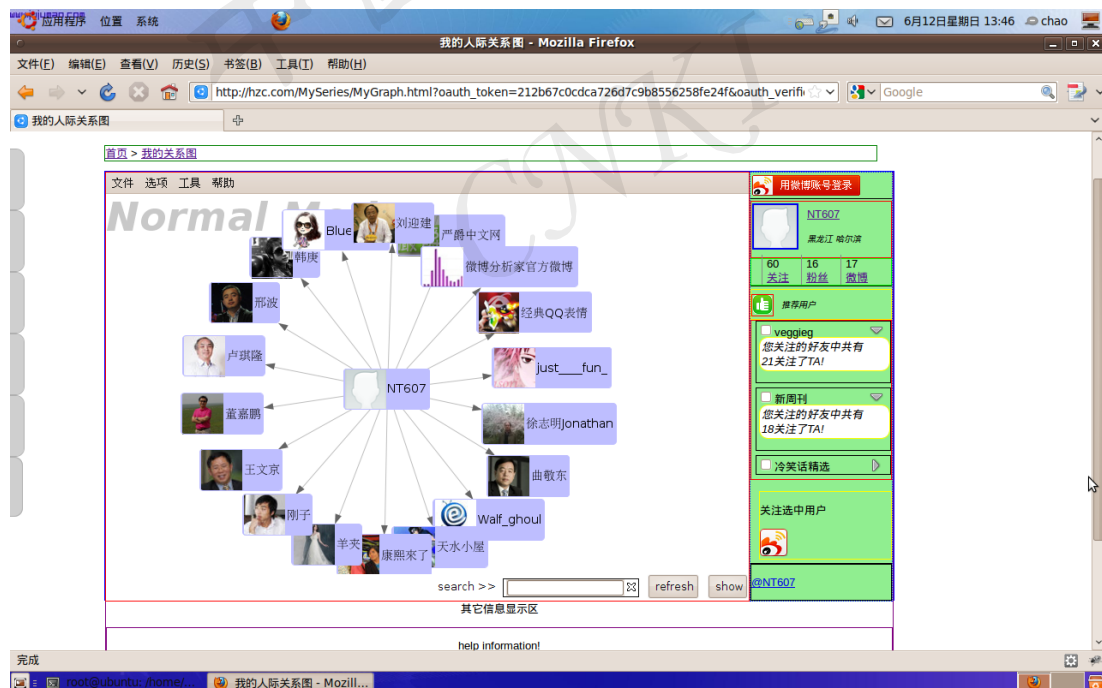 应用程序 位置 系统
6月12日星期日 13:46 chao
我的人际关系图 - Mozilla Firefox
文件(F) 编辑(E) 查看(V) 历史(S) 书签(B) 工具(T) 帮助(H)
http://hzc.com/MySeries/MyGraph.html?oauth_token=212b67c0cdca726d7c9b8556258fe24f&oauth_verifi
Google
我的人际关系图
CNKI
首页 > 我的关系图
文件 选项 工具 帮助
Normal
Blue
刘迎建
严爵中文网
韩庚
微博分析家官方微博
邢波
经典QQ表情
卢琪隆
just___fun_
NT607
董嘉鹏
徐志明Jonathan
王文京
曲敬东
刚子
Walf_ghoul
羊夹
康熙來了
天水小屋
search >>
refresh
show
用微博账号登录
NT607
黑龙江 哈尔滨
60 16 17
关注 粉丝 微博
推荐用户
veggieg
您关注的好友中共有
21关注了TA!
新周刊
您关注的好友中共有
18关注了TA!
冷笑话精选
关注选中用户
@NT607
其它信息显示区
help information!
完成
root@ubuntu: /home/...
我的人际关系图 - Mozill...